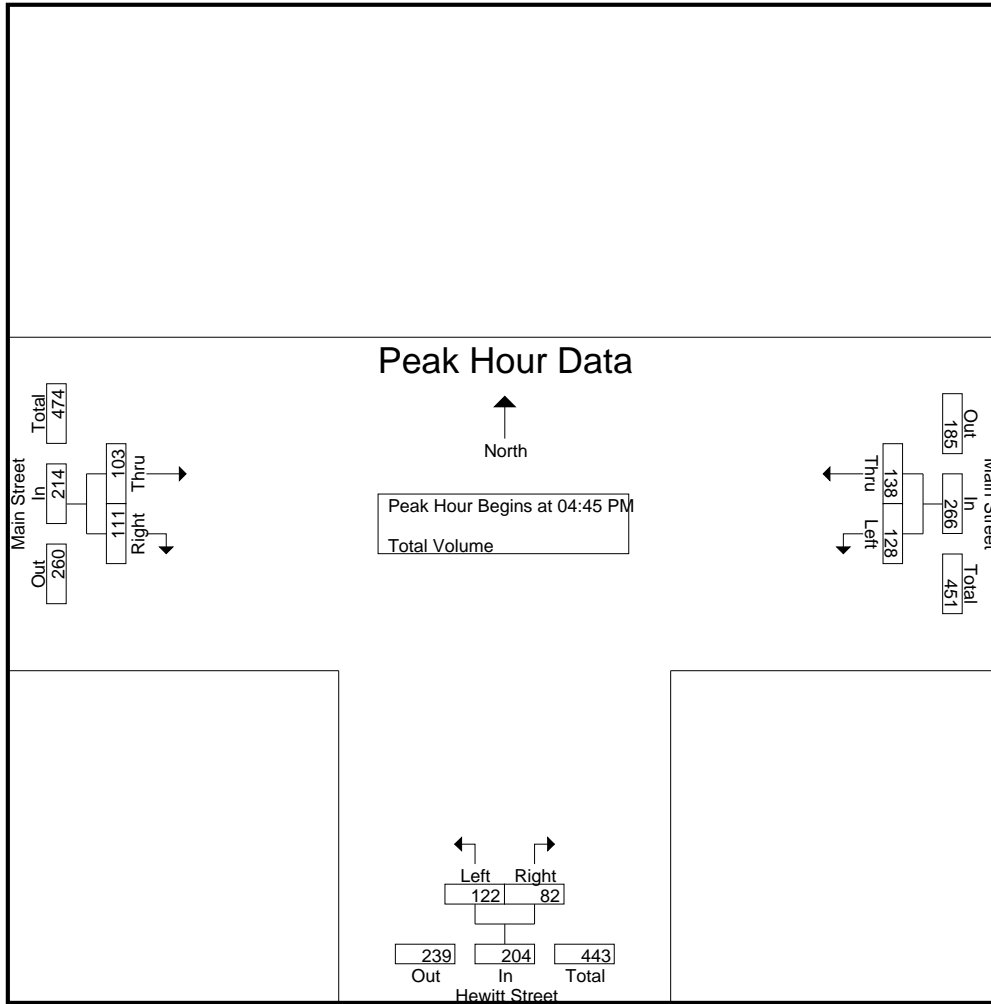 Peak Hour Data
North
Peak Hour Begins at 04:45 PM
Total Volume
Main Street
Out
In
Total
260
214
474
Right
Thru
111
103
Main Street
Out
In
Total
185
266
451
Thru
Left
138
128
Left
Right
122
82
239
204
443
Out
In
Total
Hewitt Street